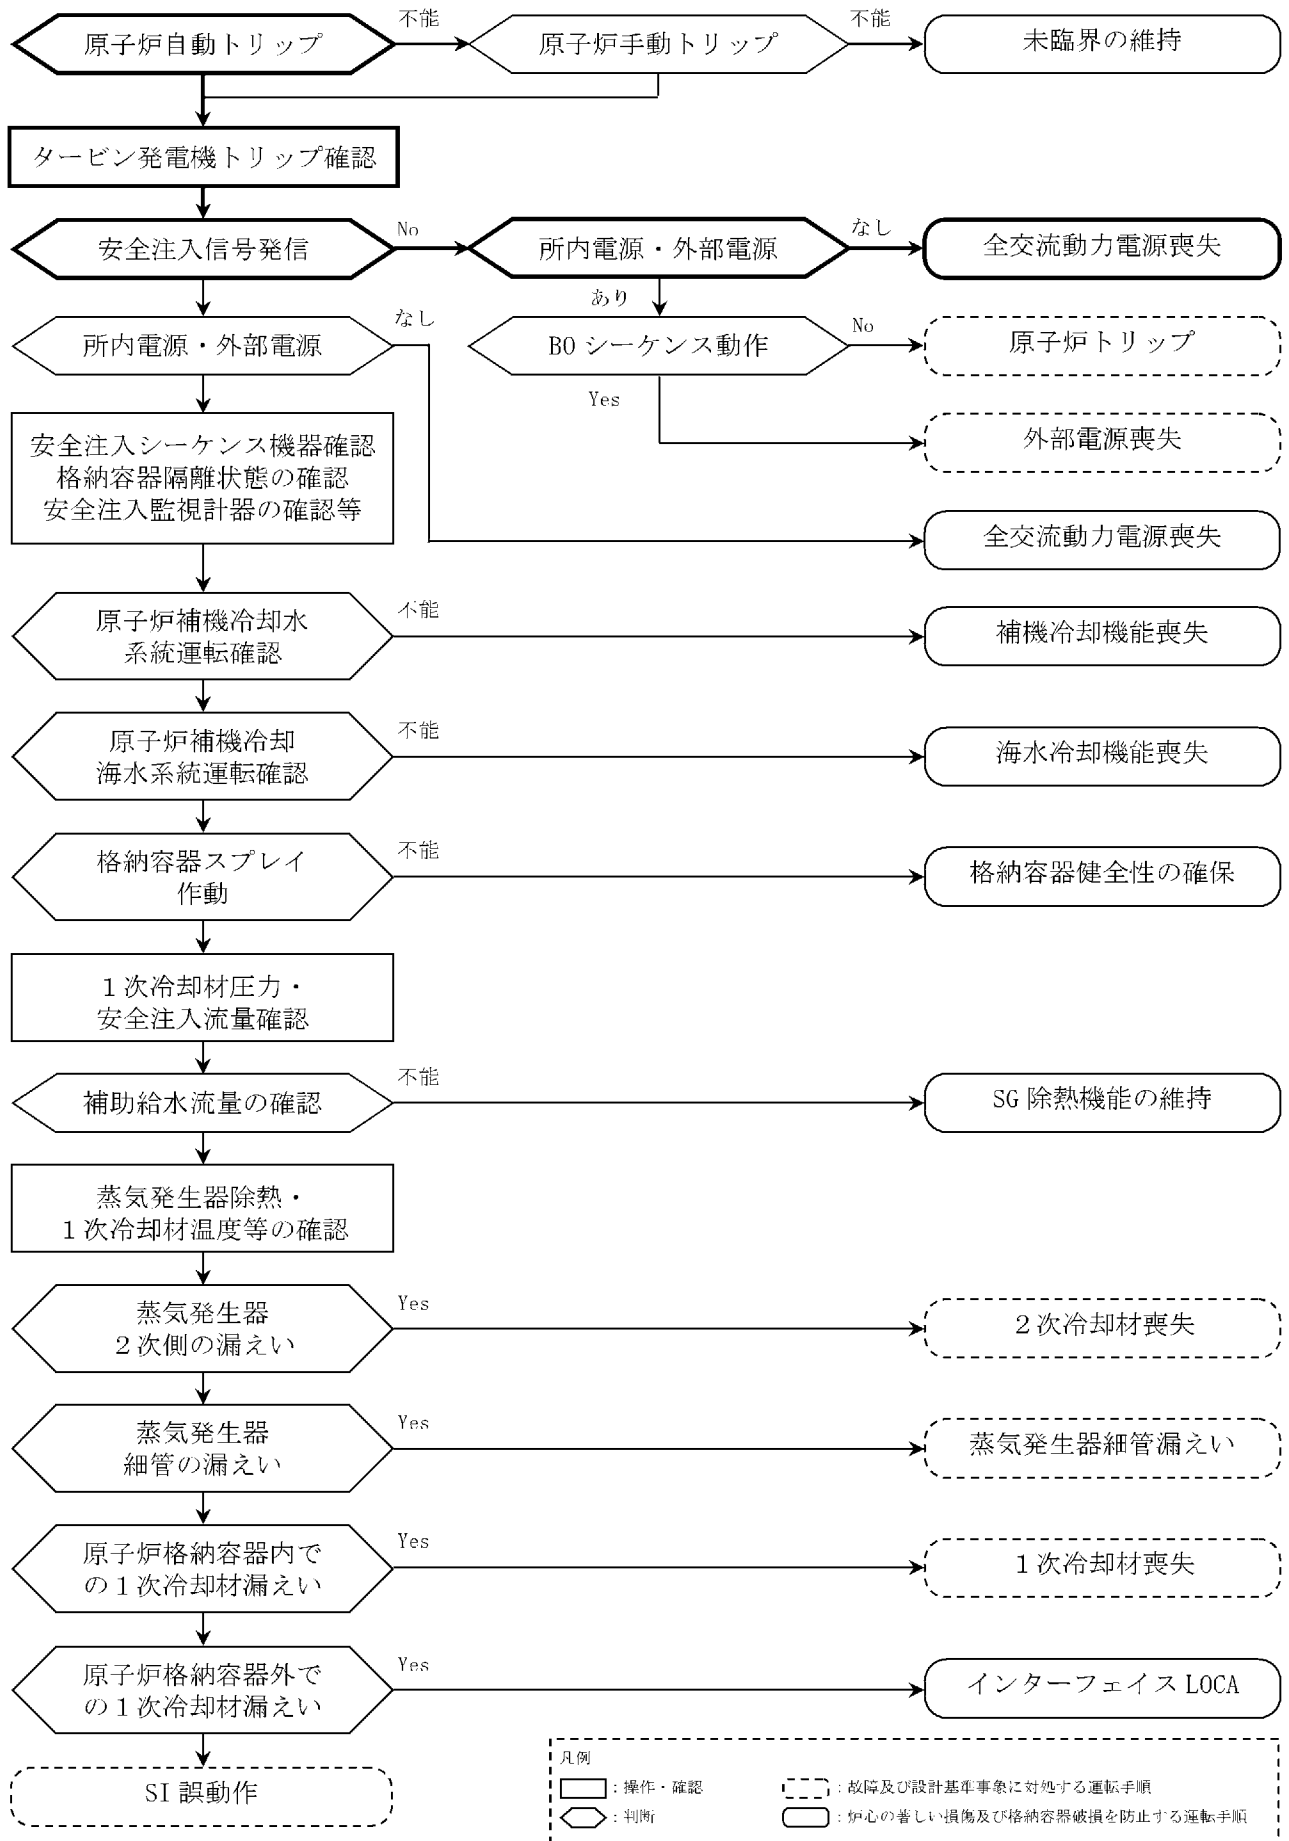 原子炉自動トリップ
不能
原子炉手動トリップ
不能
未臨界の維持
タービン発電機トリップ確認
安全注入信号発信
No
所内電源・外部電源
なし
全交流動力電源喪失
あり
所内電源・外部電源
なし
BOシーケンス動作
No
原子炉トリップ
Yes
外部電源喪失
安全注入シーケンス機器確認
格納容器隔離状態の確認
安全注入監視計器の確認等
全交流動力電源喪失
原子炉補機冷却水
系統運転確認
不能
補機冷却機能喪失
原子炉補機冷却
海水系統運転確認
不能
海水冷却機能喪失
格納容器スプレイ
作動
不能
格納容器健全性の確保
1次冷却材圧力・
安全注入流量確認
補助給水流量の確認
不能
SG除熱機能の維持
蒸気発生器除熱・
1次冷却材温度等の確認
蒸気発生器
2次側の漏えい
Yes
2次冷却材喪失
蒸気発生器
細管の漏えい
Yes
蒸気発生器細管漏えい
原子炉格納容器内で
の1次冷却材漏えい
Yes
1次冷却材喪失
原子炉格納容器外で
の1次冷却材漏えい
Yes
インターフェイスLOCA
SI誤動作
凡例
：操作・確認
：故障及び設計基準事象に対処する運転手順
：判断
：炉心の著しい損傷及び格納容器破損を防止する運転手順